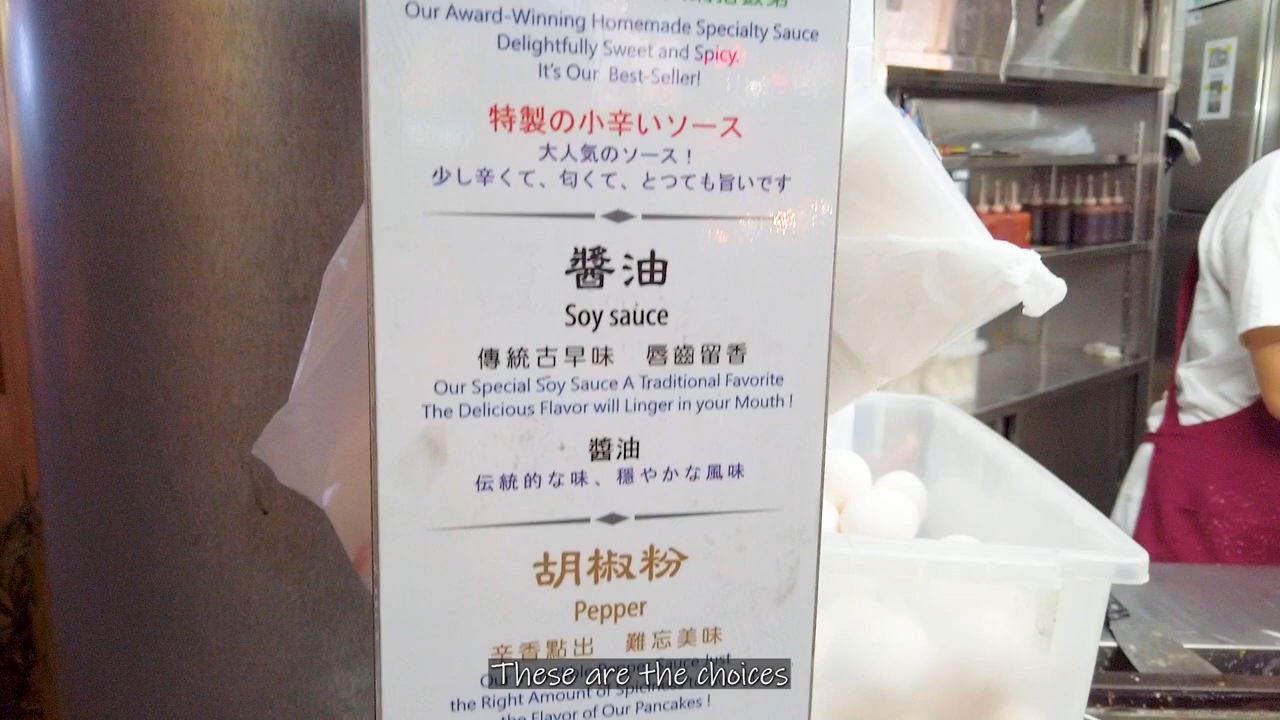 Our Award-Winning Homemade Specialty Sauce
Delightfully Sweet and Spicy.
It's Our Best-Seller!
特製の小辛いソース
大人気のソース！
少し辛くて、匂くて、とつても旨いです
醬油
Soy sauce
傳統古早味　唇齒留香
Our Special Soy Sauce A Traditional Favorite
The Delicious Flavor will Linger in your Mouth !
醬油
伝統的な味、穩やかな風味
胡椒粉
Pepper
辛香點出　難忘美味
Sauce Just
the Right Amount of
the Flavor of Our Pancakes !
These are the choices